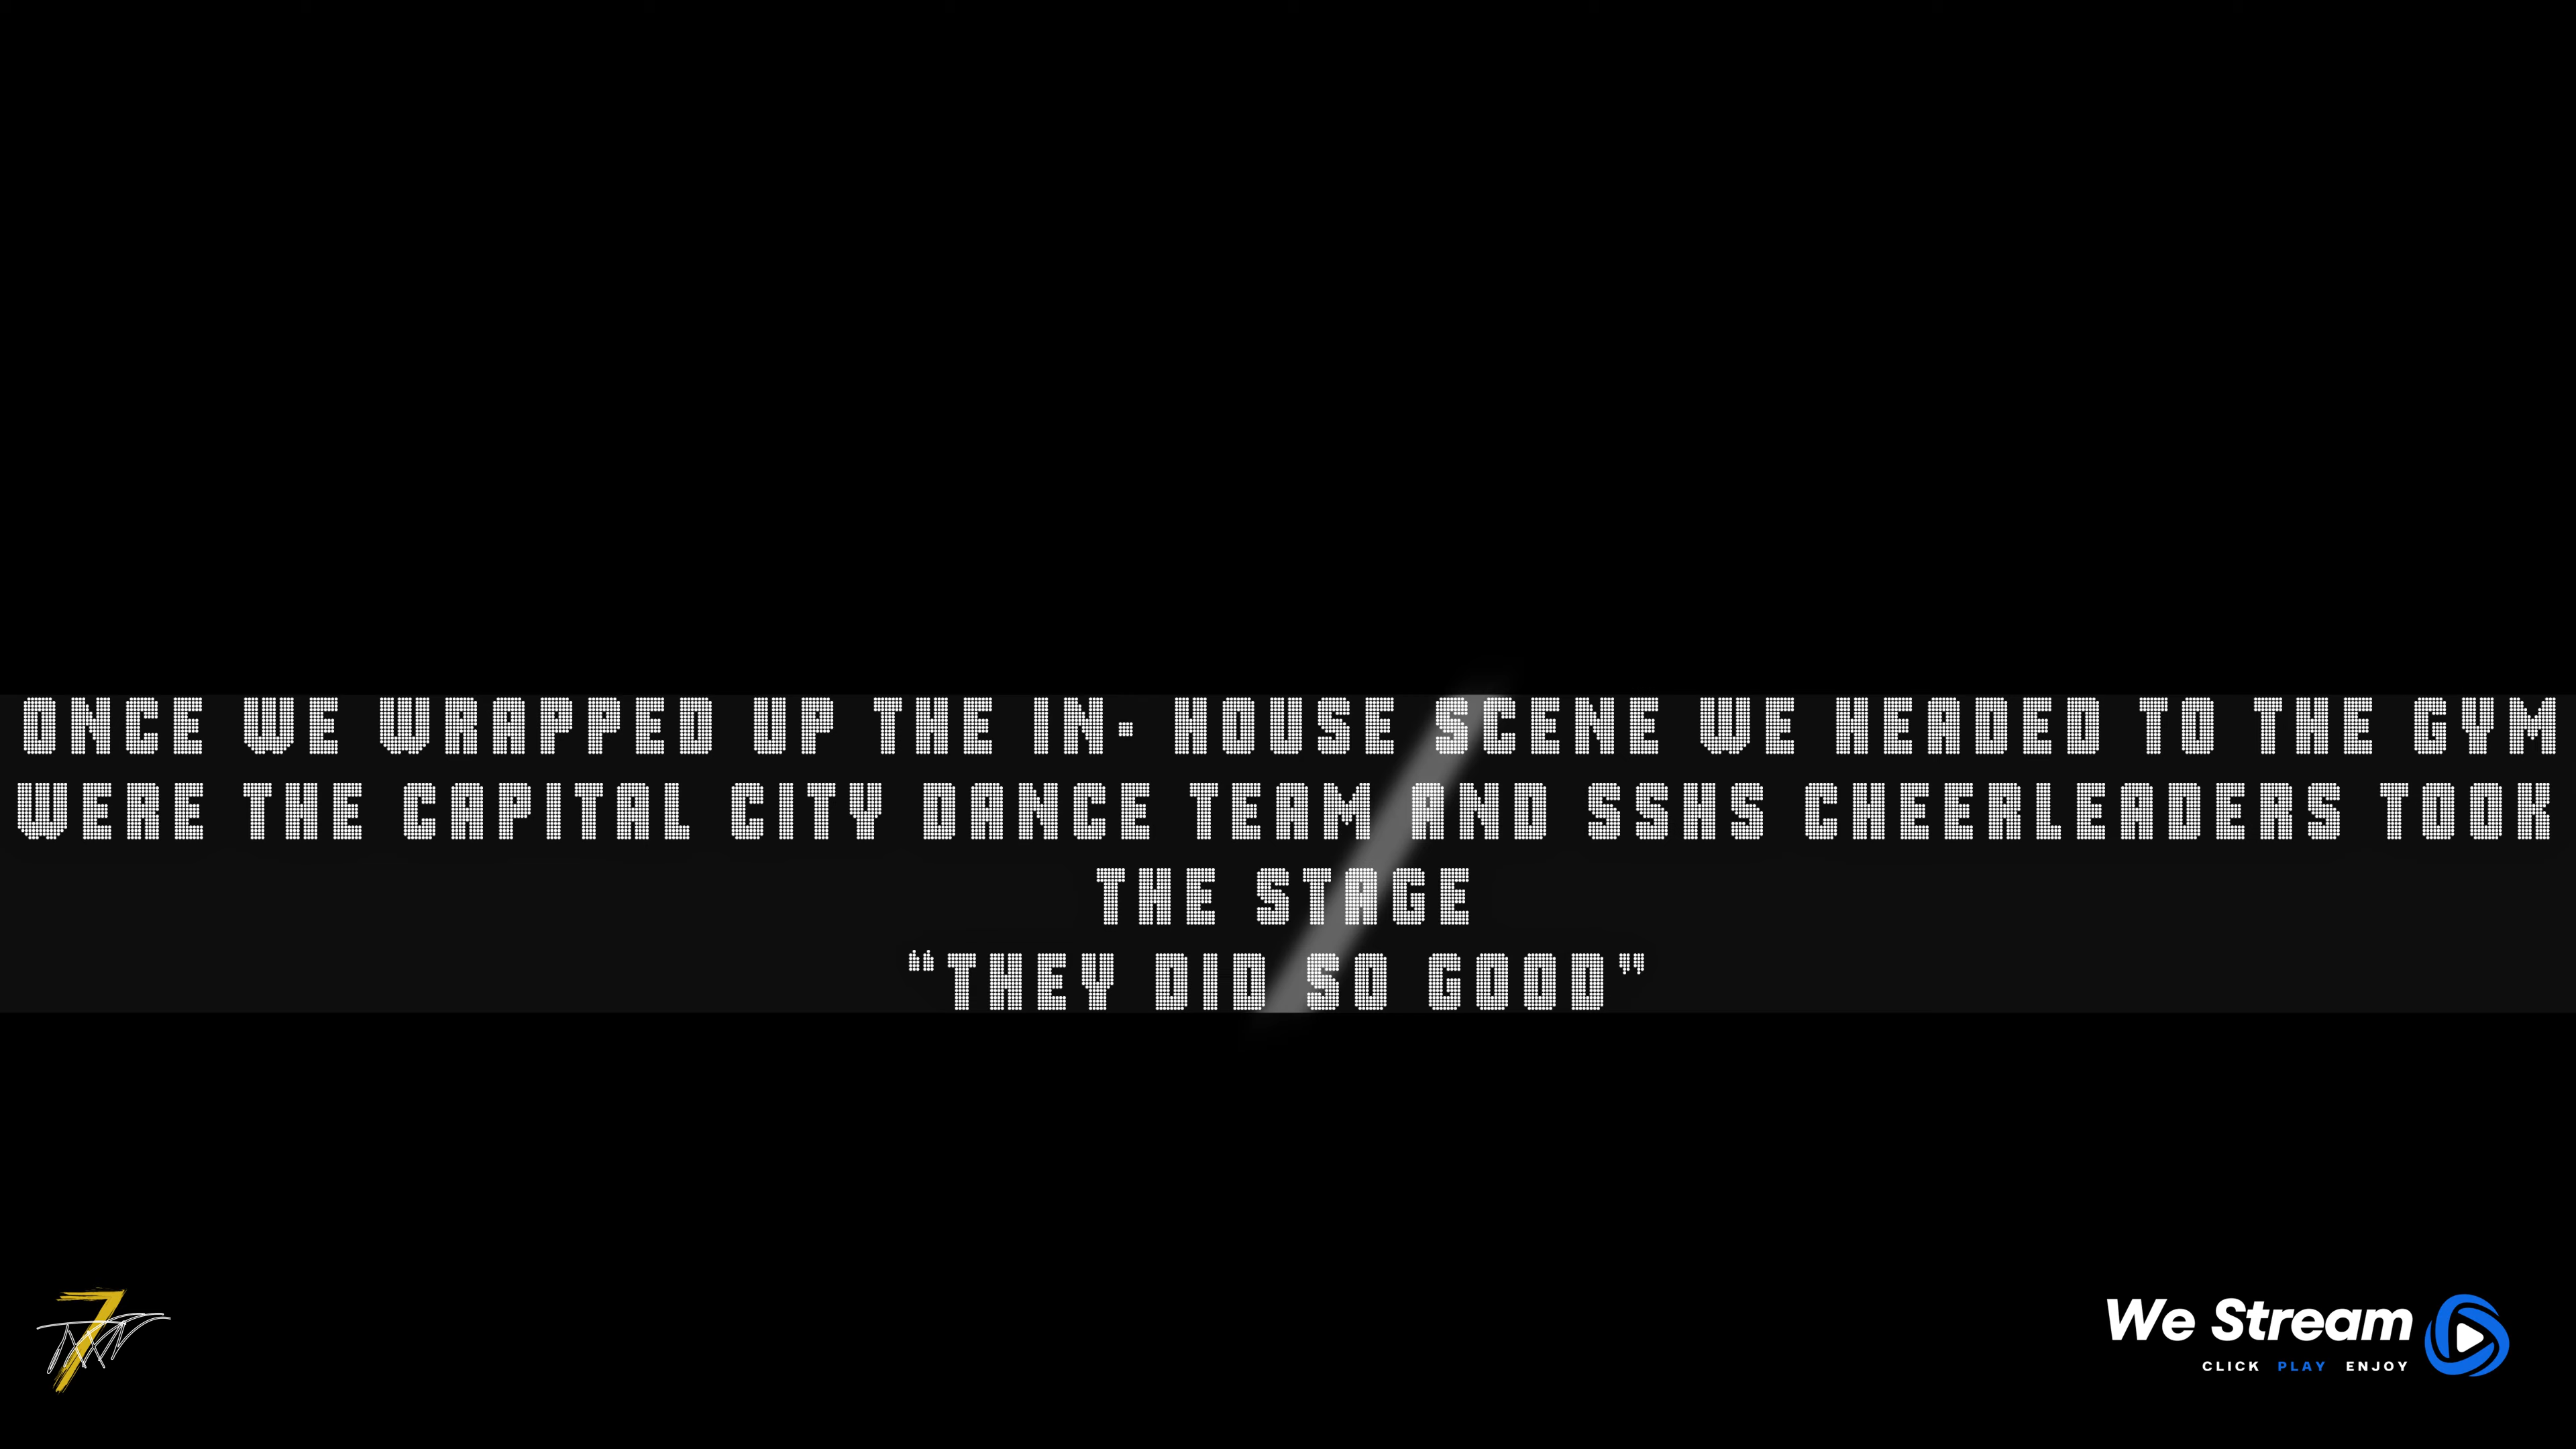 ONCE WE WRAPPED UP THE IN- HOUSE SCENE WE HEADED TO THE GYM
WERE THE CAPITAL CITY DANCE TEAM AND SSHS CHEERLEADERS TOOK
THE STAGE
“THEY DID SO GOOD”
7
We Stream
CLICK PLAY ENJOY